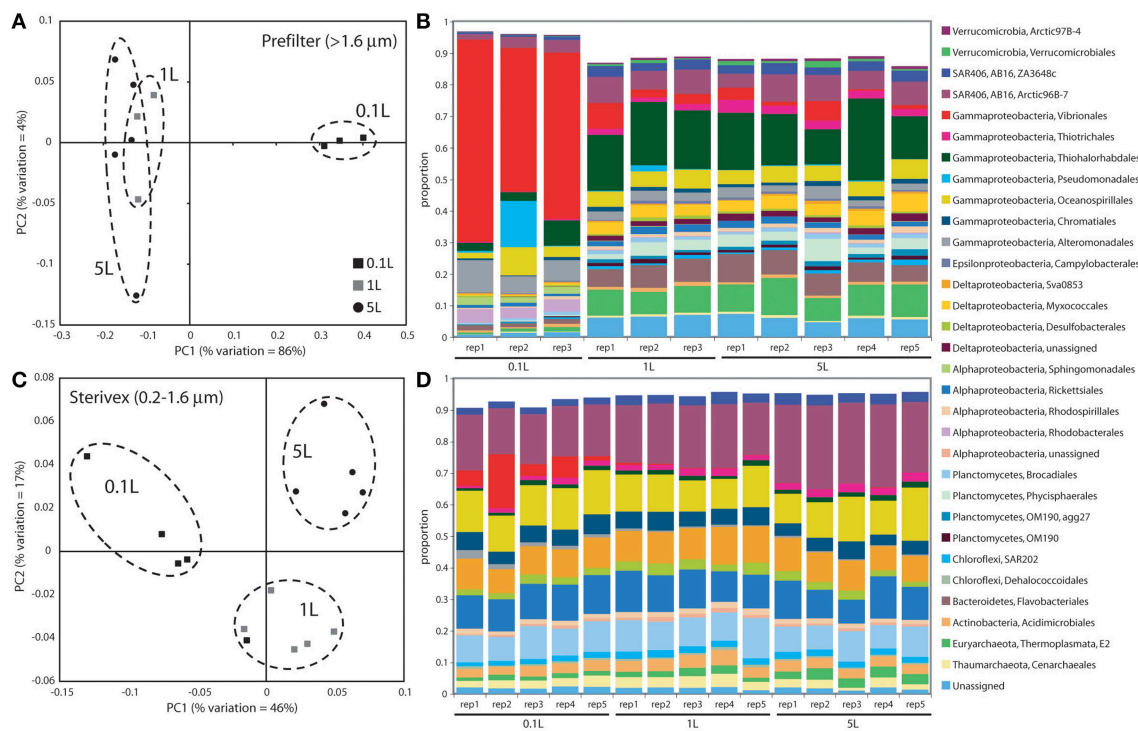 A
Prefilter (>1.6 μm)
1L
0.1L
5L
0.1L
1L
5L
PC2 (% variation = 4%)
0.1
0.05
0
-0.05
-0.1
-0.15
-0.3 -0.2 -0.1 0 0.1 0.2 0.3 0.4 0.5
PC1 (% variation = 86%)
B
proportion
1
0.9
0.8
0.7
0.6
0.5
0.4
0.3
0.2
0.1
0
rep1 rep2 rep3 rep1 rep2 rep3 rep1 rep2 rep3 rep4 rep5
0.1L 1L 5L
C
Sterivex (0.2-1.6 μm)
5L
0.1L
1L
PC2 (% variation = 17%)
0.08
0.06
0.04
0.02
0
-0.02
-0.04
-0.06
-0.15 -0.1 -0.05 0 0.05 0.1
PC1 (% variation = 46%)
D
proportion
1
0.9
0.8
0.7
0.6
0.5
0.4
0.3
0.2
0.1
0
rep1 rep2 rep3 rep4 rep5 rep1 rep2 rep3 rep4 rep5 rep1 rep2 rep3 rep4 rep5
0.1L 1L 5L
Verrucomicrobia, Arctic97B-4
Verrucomicrobia, Verrucomicrobiales
SAR406, AB16, ZA3648c
SAR406, AB16, Arctic96B-7
Gammaproteobacteria, Vibrionales
Gammaproteobacteria, Thiotrichales
Gammaproteobacteria, Thiohalorhabdales
Gammaproteobacteria, Pseudomonadales
Gammaproteobacteria, Oceanospirillales
Gammaproteobacteria, Chromatiales
Gammaproteobacteria, Alteromonadales
Epsilonproteobacteria, Campylobacterales
Deltaproteobacteria, Sva0853
Deltaproteobacteria, Myxococcales
Deltaproteobacteria, Desulfobacterales
Deltaproteobacteria, unassigned
Alphaproteobacteria, Sphingomonadales
Alphaproteobacteria, Rickettsiales
Alphaproteobacteria, Rhodospirillales
Alphaproteobacteria, Rhodobacterales
Alphaproteobacteria, unassigned
Planctomycetes, Brocadiales
Planctomycetes, Phycisphaerales
Planctomycetes, OM190, agg27
Planctomycetes, OM190
Chloroflexi, SAR202
Chloroflexi, Dehalococcoidales
Bacteroidetes, Flavobacteriales
Actinobacteria, Acidimicrobiales
Euryarchaeota, Thermoplasmata, E2
Thaumarchaeota, Cenarchaeales
Unassigned